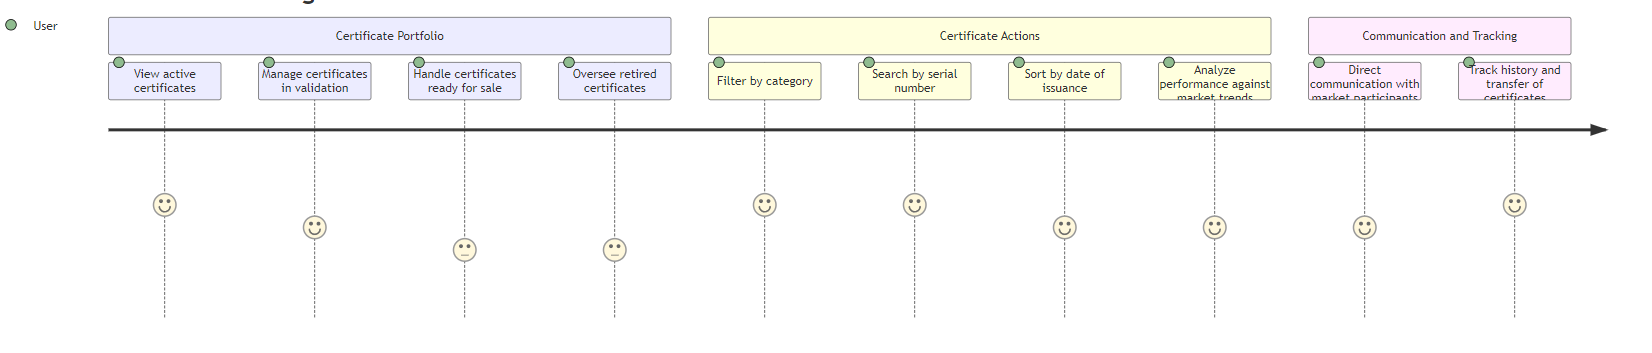 User
Certificate Portfolio
Certificate Actions
Communication and Tracking
View active
certificates
Manage certificates
in validation
Handle certificates
ready for sale
Oversee retired
certificates
Filter by category
Search by serial
number
Sort by date of
issuance
Analyze
performance against
market trends
Direct
communication with
market participants
Track history and
transfer of
certificates